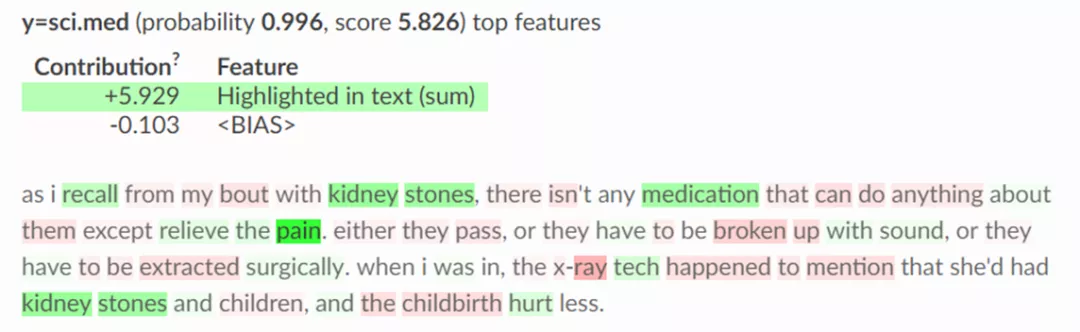 y=sci.med (probability 0.996, score 5.826) top features
Contribution? Feature
+5.929 Highlighted in text (sum)
-0.103 <BIAS>
as i recall from my bout with kidney stones, there isn't any medication that can do anything about
them except relieve the pain. either they pass, or they have to be broken up with sound, or they
have to be extracted surgically. when i was in, the x-ray tech happened to mention that she'd had
kidney stones and children, and the childbirth hurt less.